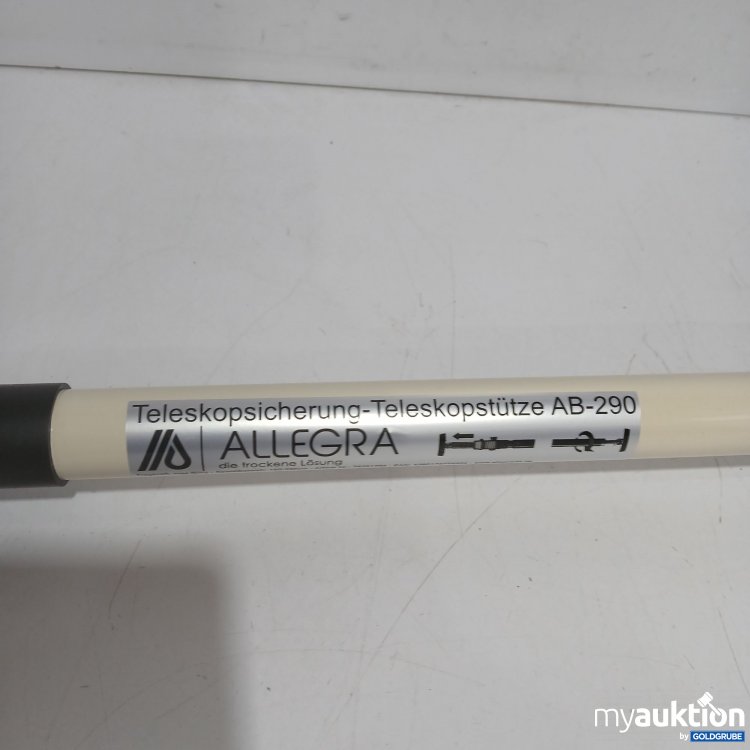 Teleskopsicherung-Teleskopstütze AB-290
ALLEGRA
die trockene Lösung
myauktion
by GOLDGRUBE